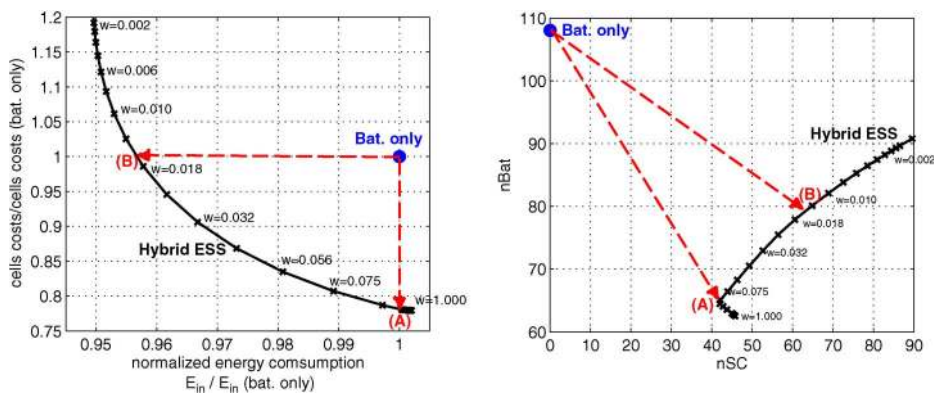 1.2
w=0.002
1.15
w=0.006
1.1
w=0.010
1.05
Bat. only
1
(B)
w=0.018
0.95
w=0.032
0.9
Hybrid ESS
w=0.056
0.85
w=0.075
0.8
w=1.000
(A)
0.75
0.95 0.96 0.97 0.98 0.99 1
normalized energy comsumption
E_in / E_in (bat. only)
cells costs/cells costs (bat. only)
110
Bat. only
100
Hybrid ESS
90
w=0.002
(B)
w=0.010
80
w=0.018
w=0.032
70
w=0.075
(A)
w=1.000
60
0 10 20 30 40 50 60 70 80 90
nSC
nBat